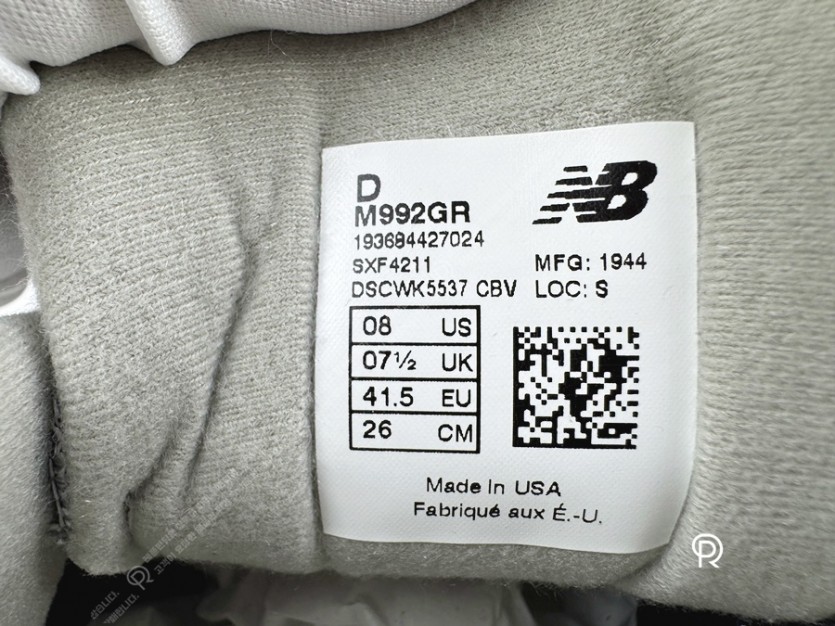 D
NB
M992GR
193684427024
SXF4211
MFG: 1944
DSCWK5537 CBV
LOC: S
08 US
07½ UK
41.5 EU
26 CM
Made In USA
Fabriqué aux É.-U.